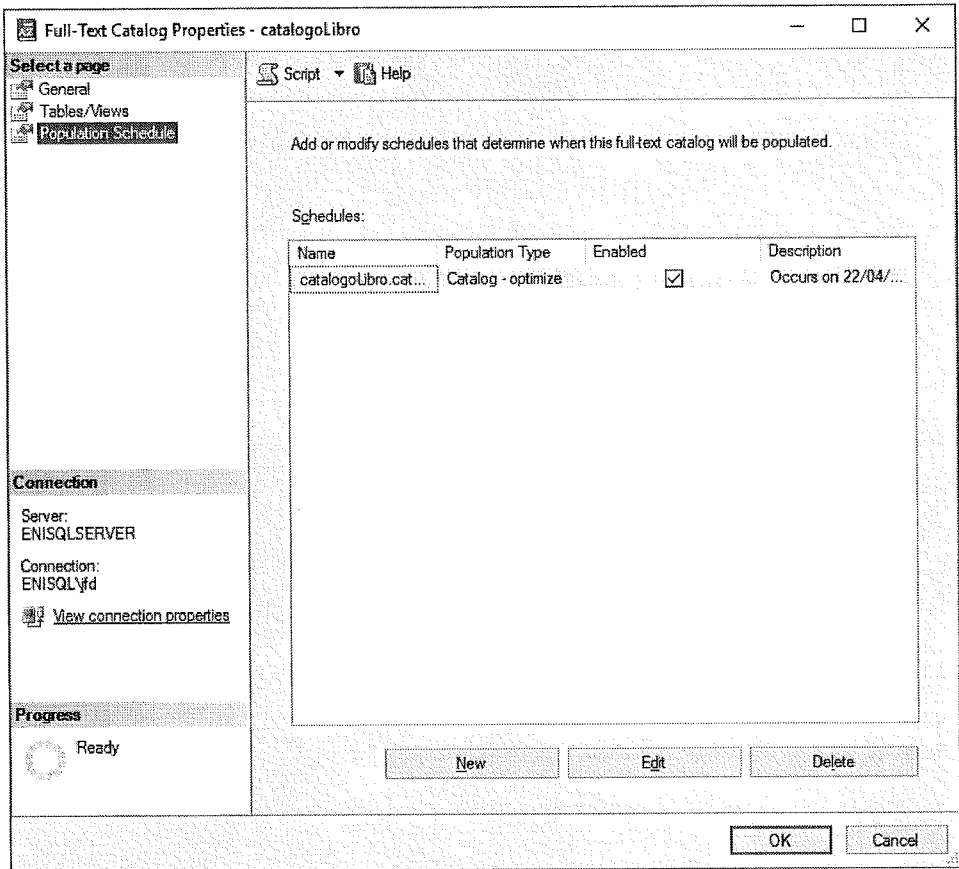 Full-Text Catalog Properties - catalogoLibro
Select a page
General
Tables/Views
Population Schedule
Script Help
Add or modify schedules that determine when this full-text catalog will be populated.
Schedules:
Name Population Type Enabled Description
catalogoLibro.cat... Catalog - optimize Occurs on 22/04/...
Connection
Server:
ENISQLSERVER
Connection:
ENISQL\jfd
View connection properties
Progress
Ready
New Edit Delete
OK Cancel